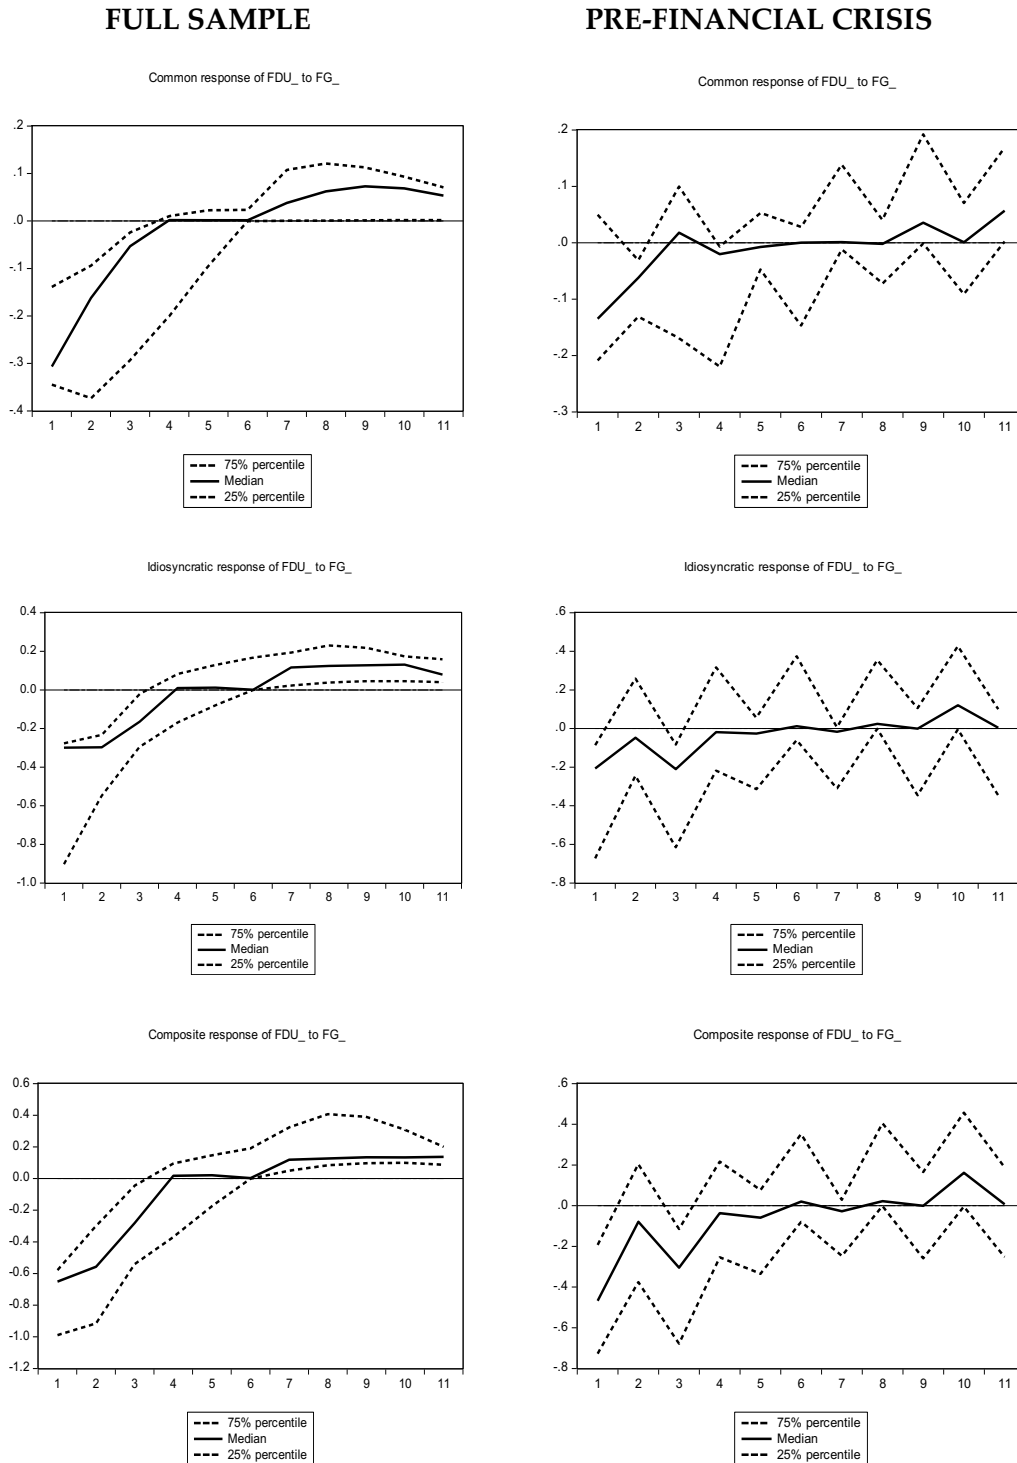 FULL SAMPLE
PRE-FINANCIAL CRISIS
Common response of FDU_ to FG_
.2
.1
.0
-.1
-.2
-.3
-.4
1 2 3 4 5 6 7 8 9 10 11
75% percentile
Median
25% percentile
Common response of FDU_ to FG_
.2
.1
.0
-.1
-.2
-.3
1 2 3 4 5 6 7 8 9 10 11
75% percentile
Median
25% percentile
Idiosyncratic response of FDU_ to FG_
0.4
0.2
0.0
-0.2
-0.4
-0.6
-0.8
-1.0
1 2 3 4 5 6 7 8 9 10 11
75% percentile
Median
25% percentile
Idiosyncratic response of FDU_ to FG_
.6
.4
.2
.0
-.2
-.4
-.6
-.8
1 2 3 4 5 6 7 8 9 10 11
75% percentile
Median
25% percentile
Composite response of FDU_ to FG_
0.6
0.4
0.2
0.0
-0.2
-0.4
-0.6
-0.8
-1.0
-1.2
1 2 3 4 5 6 7 8 9 10 11
75% percentile
Median
25% percentile
Composite response of FDU_ to FG_
.6
.4
.2
.0
-.2
-.4
-.6
-.8
1 2 3 4 5 6 7 8 9 10 11
75% percentile
Median
25% percentile